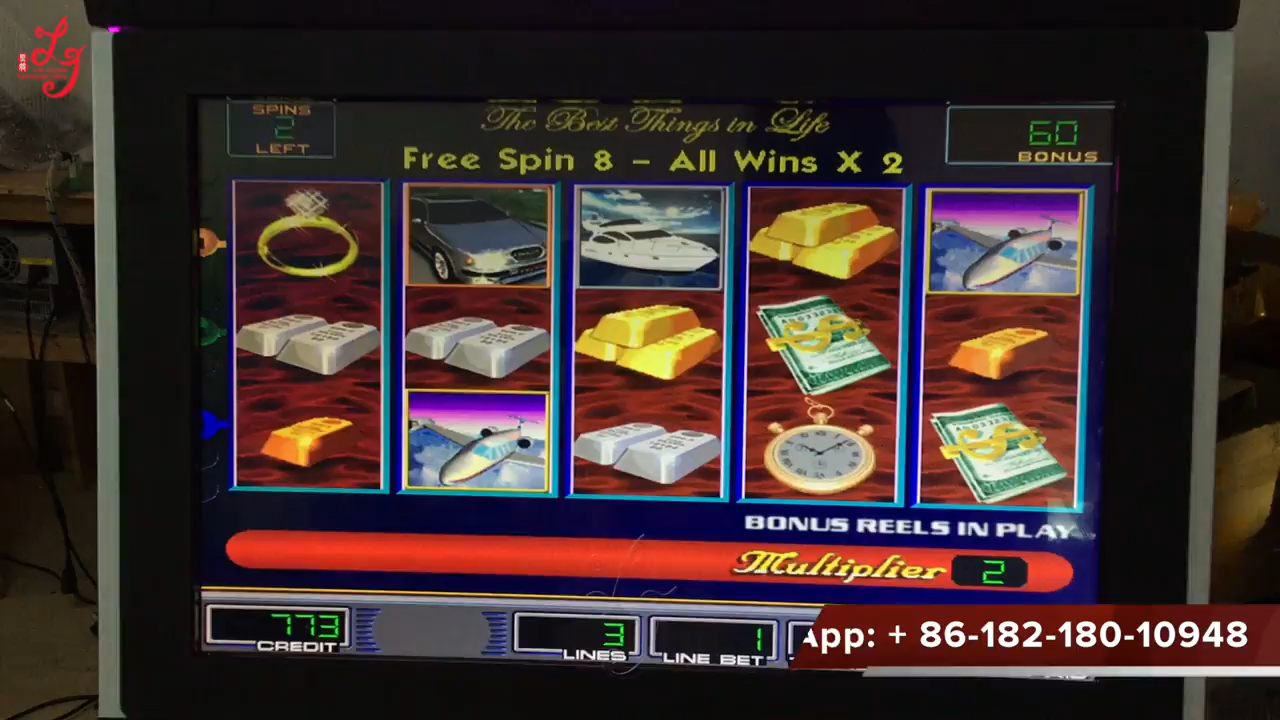 Lg
SPINS
2
LEFT
The Best Things in Life
60
BONUS
Free Spin 8 - All Wins X 2
BONUS REELS IN PLAY
Multiplier 2
773
CREDIT
3
LINES
1
LINE BET
App: + 86-182-180-10948